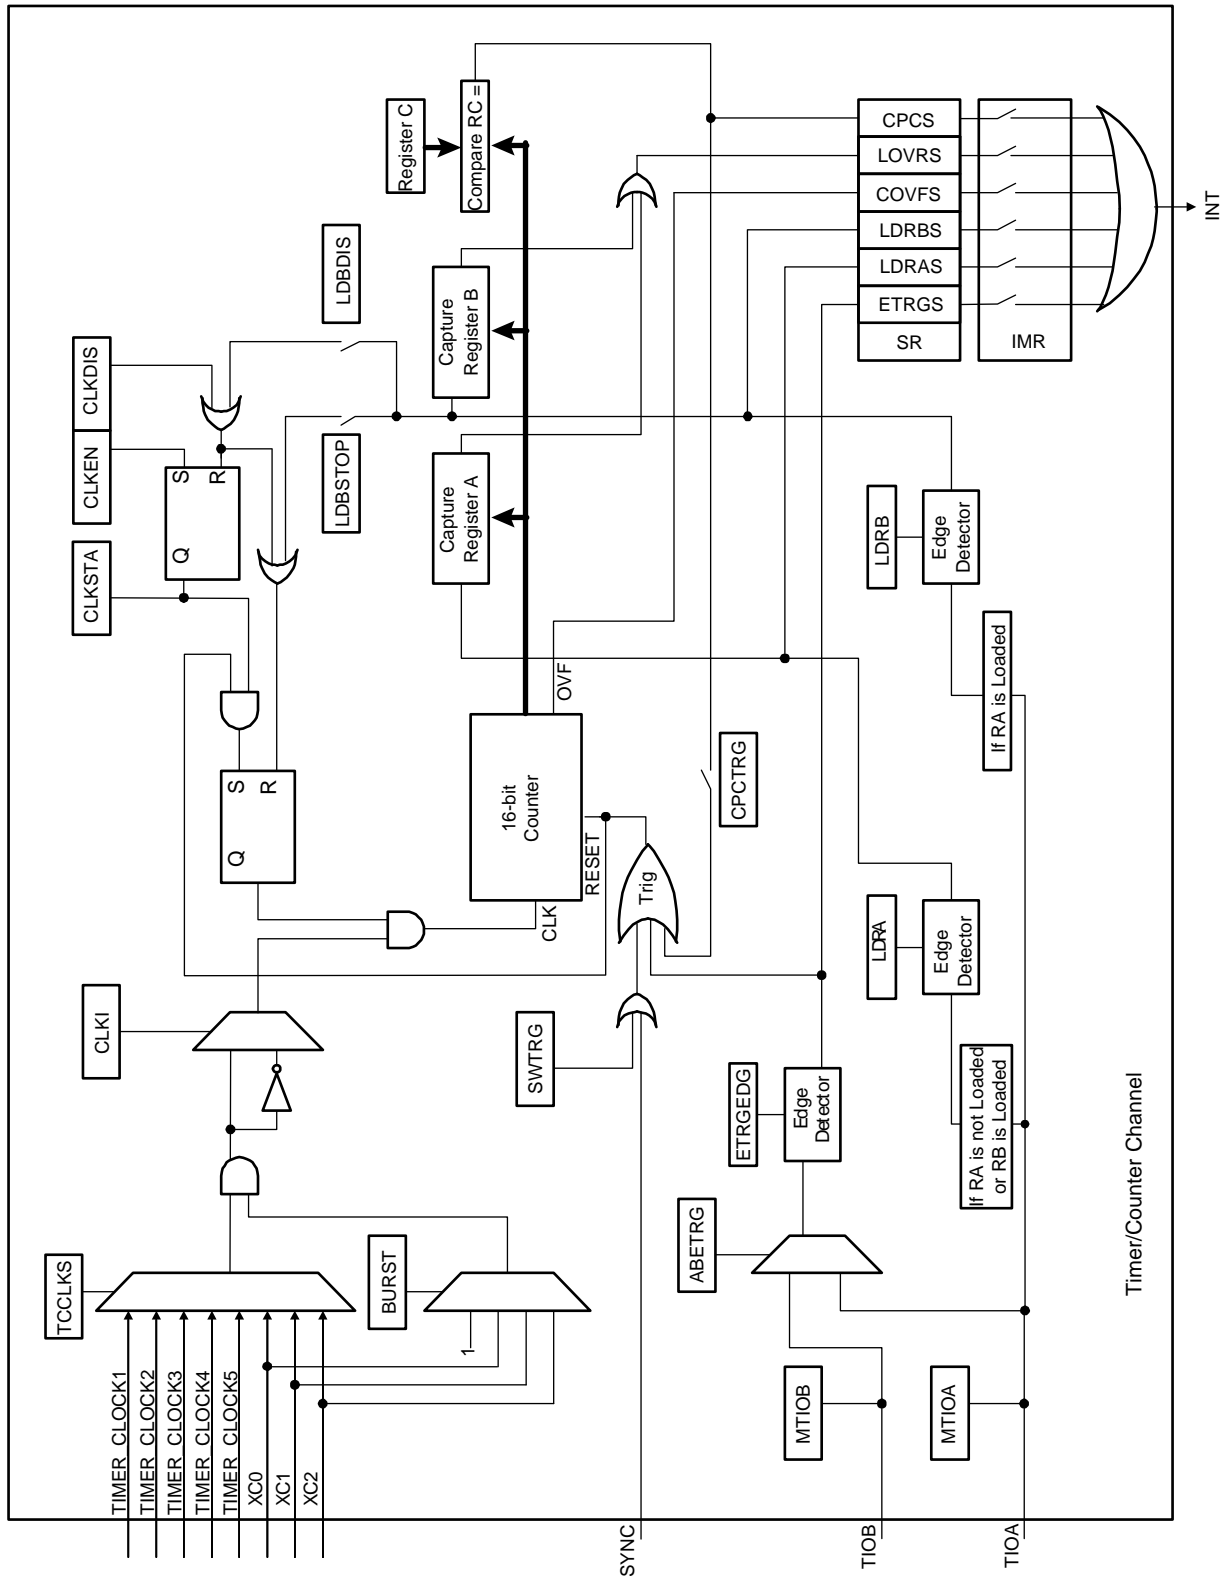 TCCLKS
TIMER_CLOCK1
TIMER_CLOCK2
TIMER_CLOCK3
TIMER_CLOCK4
TIMER_CLOCK5
XC0
XC1
XC2
CLKI
CLKSTA
CLKEN
CLKDIS
Q
S
R
Q
S
R
BURST
1
LDBSTOP
LDBDIS
Register C
Capture
Register A
Capture
Register B
Compare RC =
16-bit
Counter
CLK
OVF
RESET
SWTRG
SYNC
Trig
CPCTRG
ABETRG
ETRGEDG
Edge
Detector
MTIOB
TIOB
MTIOA
TIOA
LDRA
Edge
Detector
If RA is not Loaded
or RB is Loaded
LDRB
Edge
Detector
If RA is Loaded
CPCS
LOVRS
COVFS
LDRBS
LDRAS
ETRGS
SR
IMR
INT
Timer/Counter Channel